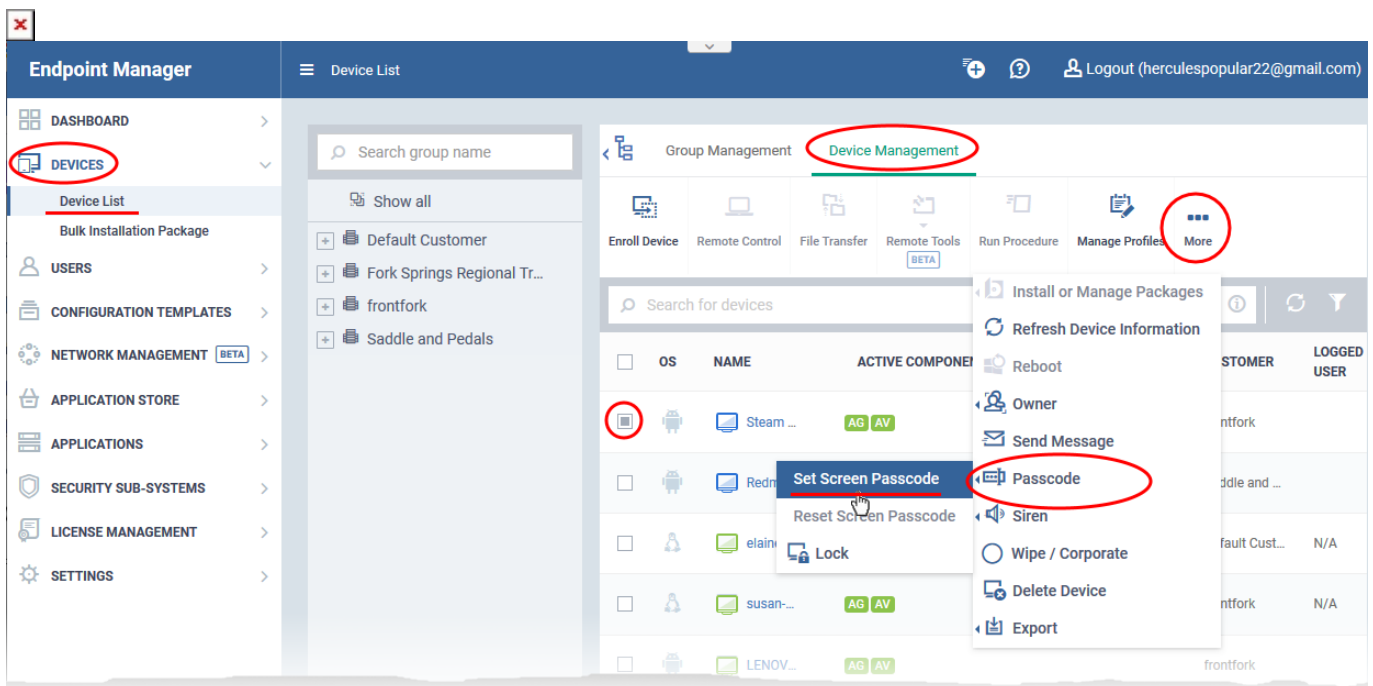 Endpoint Manager
Device List
Logout (herculespopular22@gmail.com)
DASHBOARD
DEVICES
Device List
Bulk Installation Package
USERS
CONFIGURATION TEMPLATES
NETWORK MANAGEMENT BETA
APPLICATION STORE
APPLICATIONS
SECURITY SUB-SYSTEMS
LICENSE MANAGEMENT
SETTINGS
Search group name
Show all
Default Customer
Fork Springs Regional Tr...
frontfork
Saddle and Pedals
Group Management
Device Management
Enroll Device
Remote Control
File Transfer
Remote Tools
BETA
Run Procedure
Manage Profiles
More
Search for devices
OS
NAME
ACTIVE COMPONE
STOMER
LOGGED
USER
Steam ...
AG AV
ntfork
Redm
ddle and ...
elain
fault Cust...
N/A
susan-...
AG AV
ntfork
N/A
LENOV...
AG AV
frontfork
Install or Manage Packages
Refresh Device Information
Reboot
Owner
Send Message
Passcode
Siren
Wipe / Corporate
Delete Device
Export
Set Screen Passcode
Reset Screen Passcode
Lock